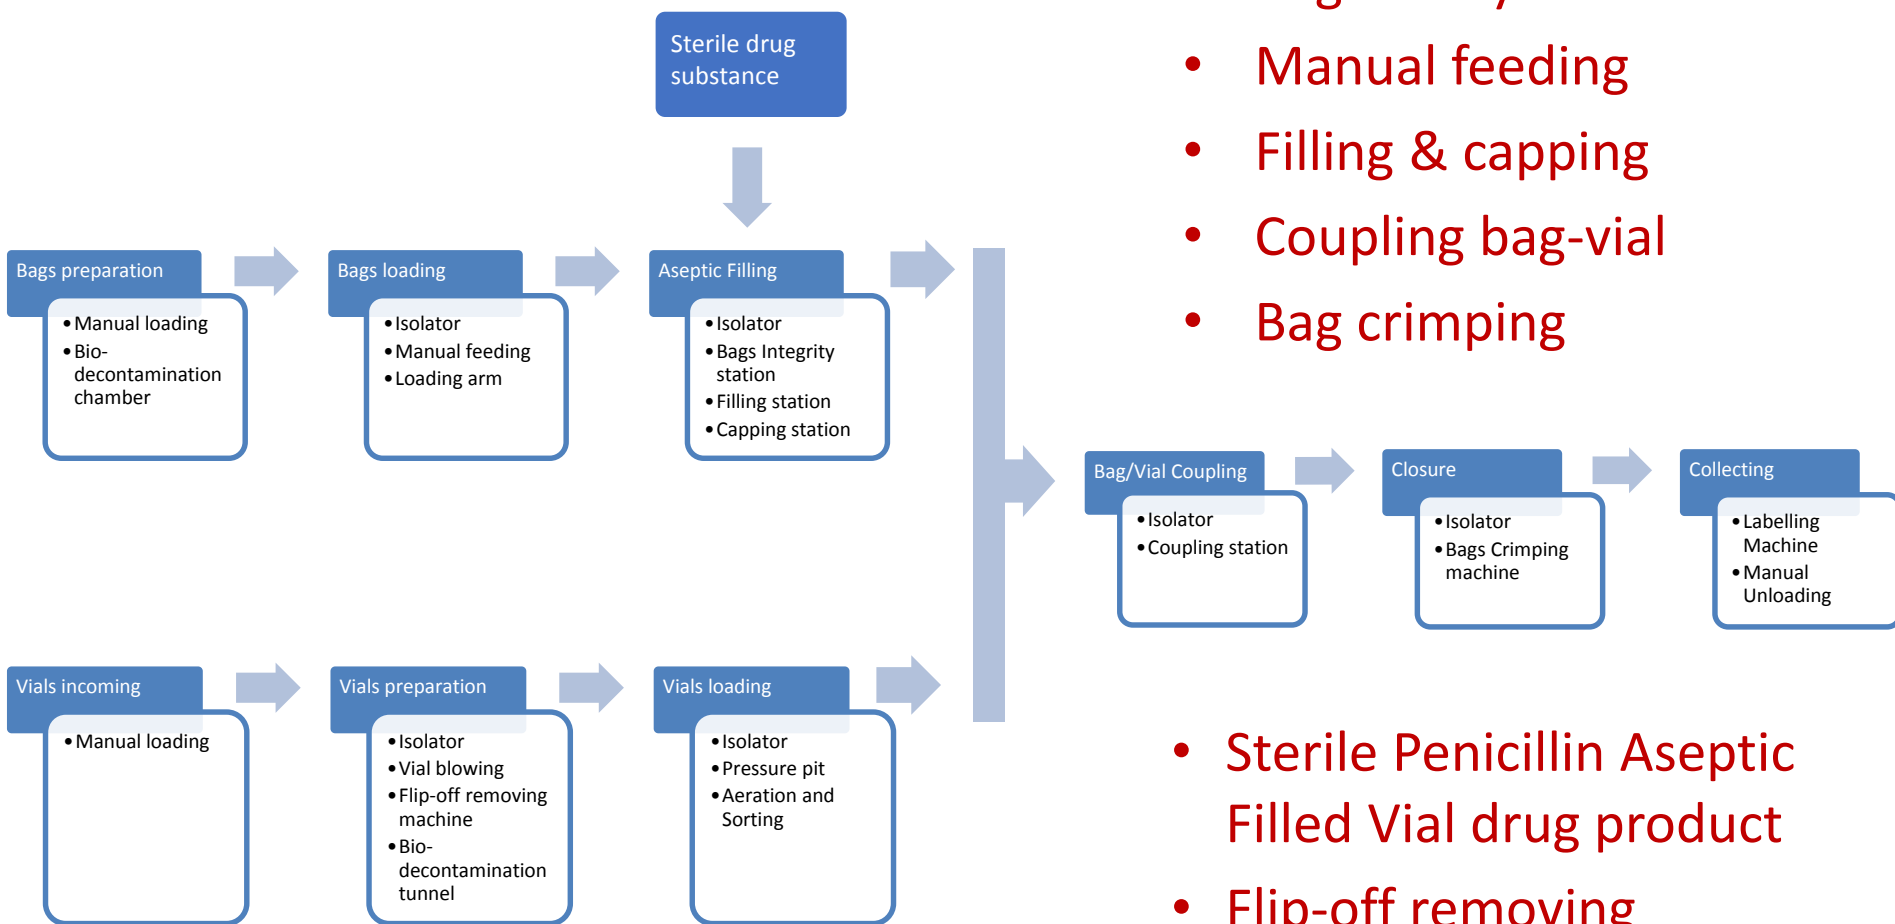 Sterile drug
substance
• Manual feeding
• Filling & capping
• Coupling bag-vial
• Bag crimping
Bags preparation
•Manual loading
•Bio-
decontamination
chamber
Bags loading
•Isolator
•Manual feeding
•Loading arm
Aseptic Filling
•Isolator
•Bags Integrity
station
•Filling station
•Capping station
Bag/Vial Coupling
•Isolator
•Coupling station
Closure
•Isolator
•Bags Crimping
machine
Collecting
•Labelling
Machine
•Manual
Unloading
Vials incoming
•Manual loading
Vials preparation
•Isolator
•Vial blowing
•Flip-off removing
machine
•Bio-
decontamination
tunnel
Vials loading
•Isolator
•Pressure pit
•Aeration and
Sorting
• Sterile Penicillin Aseptic
Filled Vial drug product
• Flip-off removing